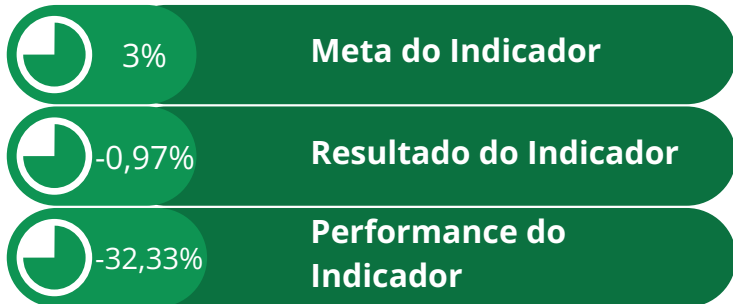 3% Meta do Indicador
-0,97% Resultado do Indicador
-32,33% Performance do
Indicador